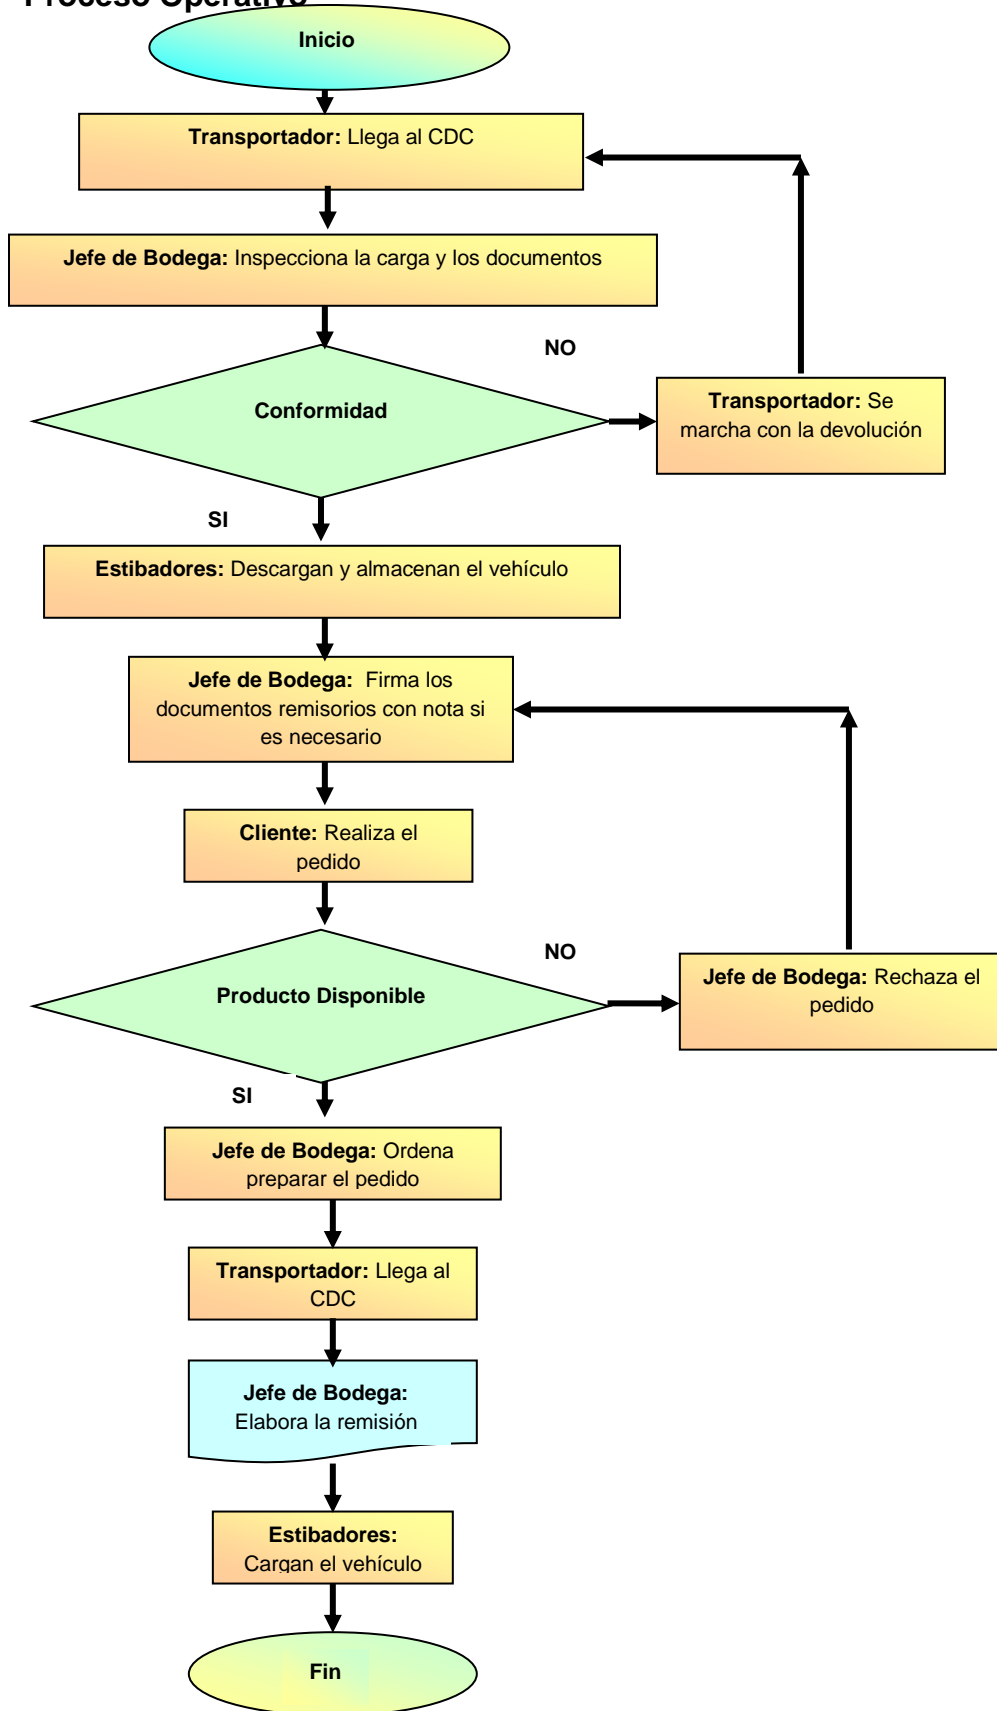 Proceso Operativo
Inicio
Transportador: Llega al CDC
Jefe de Bodega: Inspecciona la carga y los documentos
NO
Conformidad
Transportador: Se
marcha con la devolución
SI
Estibadores: Descargan y almacenan el vehículo
Jefe de Bodega: Firma los
documentos remisorios con nota si
es necesario
Cliente: Realiza el
pedido
NO
Producto Disponible
Jefe de Bodega: Rechaza el
pedido
SI
Jefe de Bodega: Ordena
preparar el pedido
Transportador: Llega al
CDC
Jefe de Bodega:
Elabora la remisión
Estibadores:
Cargan el vehículo
Fin